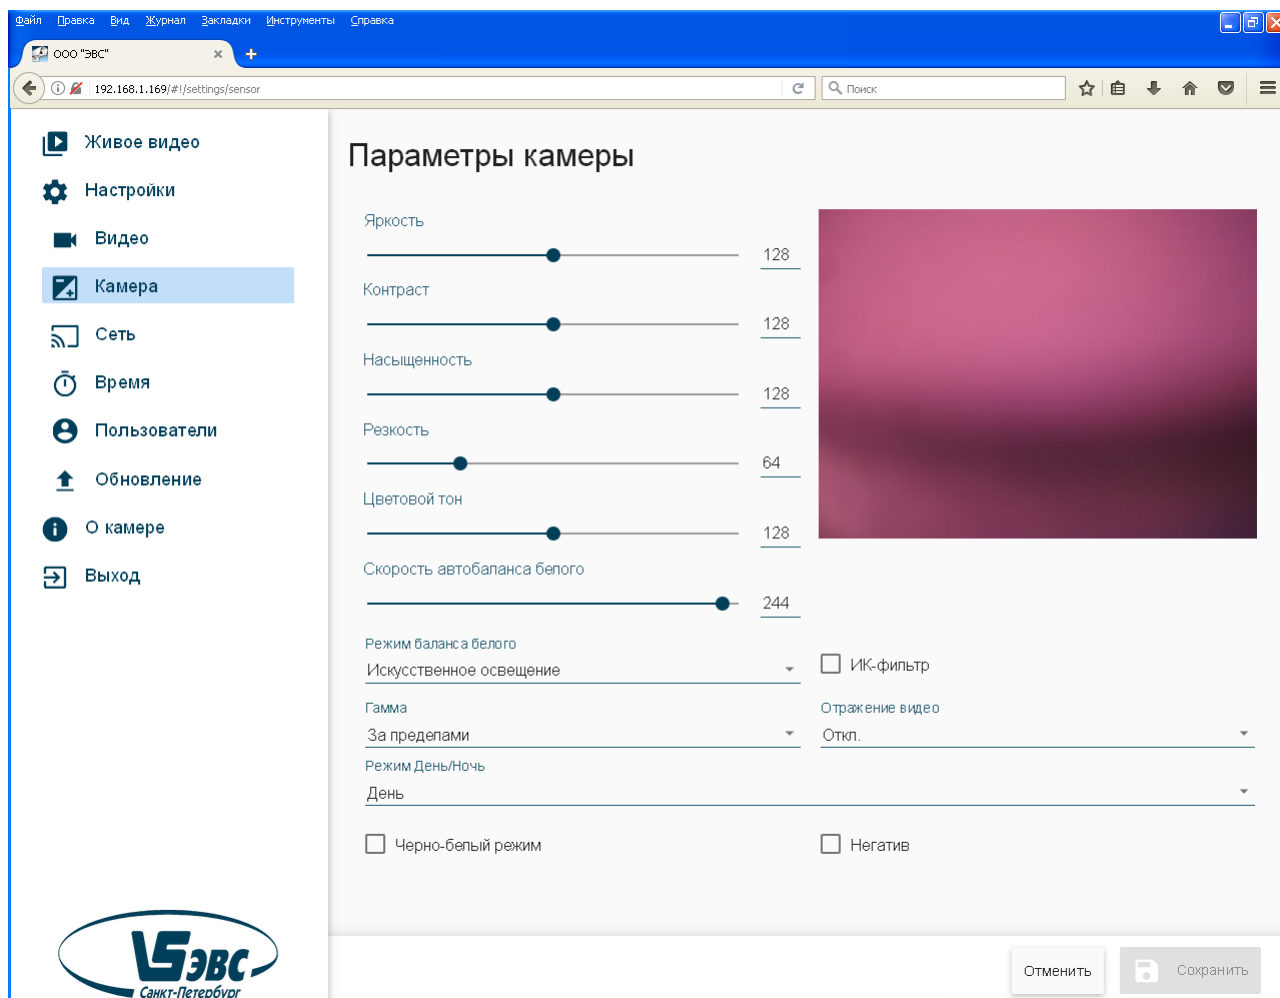 Файл Правка Вид Журнал Закладки Инструменты Справка
ООО "ЭВС"
192.168.1.169/#!/settings/sensor
Поиск
Живое видео
Настройки
Видео
Камера
Сеть
Время
Пользователи
Обновление
О камере
Выход
ЭВС
Санкт-Петербург
Параметры камеры
Яркость
128
Контраст
128
Насыщенность
128
Резкость
64
Цветовой тон
128
Скорость автобаланса белого
244
Режим баланса белого
Искусственное освещение
ИК-фильтр
Гамма
За пределами
Отражение видео
Откл.
Режим День/Ночь
День
Черно-белый режим
Негатив
Отменить
Сохранить